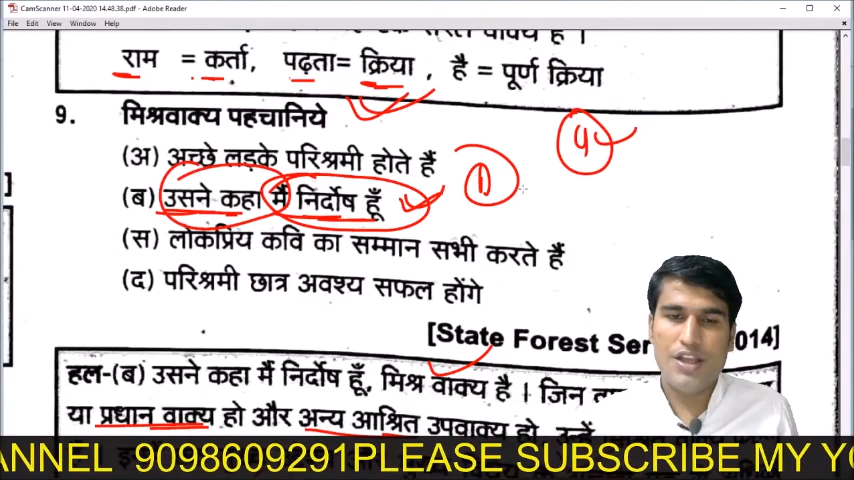 CamScanner 11-04-2020 14.48.38.pdf - Adobe Reader
File Edit View Window Help
राम = कर्ता, पढ़ता= क्रिया, है = पूर्ण क्रिया
9. मिश्रवाक्य पहचानिये
(अ) अच्छे लड़के परिश्रमी होते हैं
(ब) उसने कहा मैं निर्दोष हूँ
(स) लोकप्रिय कवि का सम्मान सभी करते हैं
(द) परिश्रमी छात्र अवश्य सफल होंगे
[State Forest Ser 014]
हल-(ब) उसने कहा मैं निर्दोष हूँ, मिश्र वाक्य है । जिन
या प्रधान वाक्य हो और अन्य आश्रित उपवाक्य हो, उन्हें
ANNEL 9098609291PLEASE SUBSCRIBE MY YO